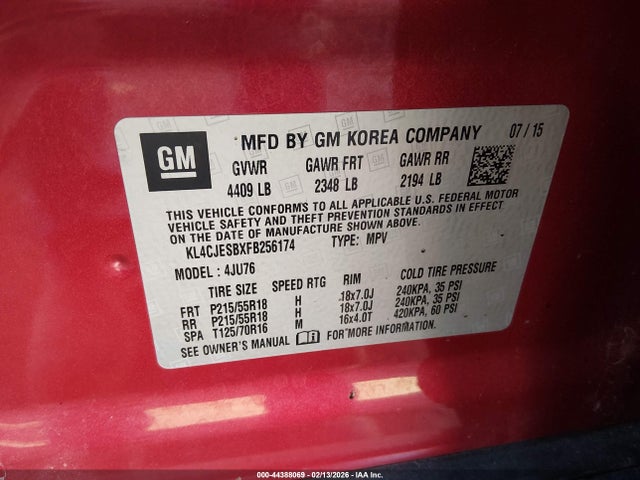 GM MFD BY GM KOREA COMPANY 07/15
GVWR GAWR FRT GAWR RR
4409 LB 2348 LB 2194 LB
THIS VEHICLE CONFORMS TO ALL APPLICABLE U.S. FEDERAL MOTOR
VEHICLE SAFETY AND THEFT PREVENTION STANDARDS IN EFFECT
ON THE DATE OF MANUFACTURE SHOWN ABOVE.
KL4CJESBXFB256174 TYPE: MPV
MODEL: 4JU76
TIRE SIZE SPEED RTG RIM COLD TIRE PRESSURE
FRT P215/55R18 H 18x7.0J 240KPA, 35 PSI
RR P215/55R18 H 18x7.0J 240KPA, 35 PSI
SPA T125/70R16 M 16x4.0T 420KPA, 60 PSI
SEE OWNER'S MANUAL FOR MORE INFORMATION.
000-44388069 - 02/13/2026 - IAA Inc.